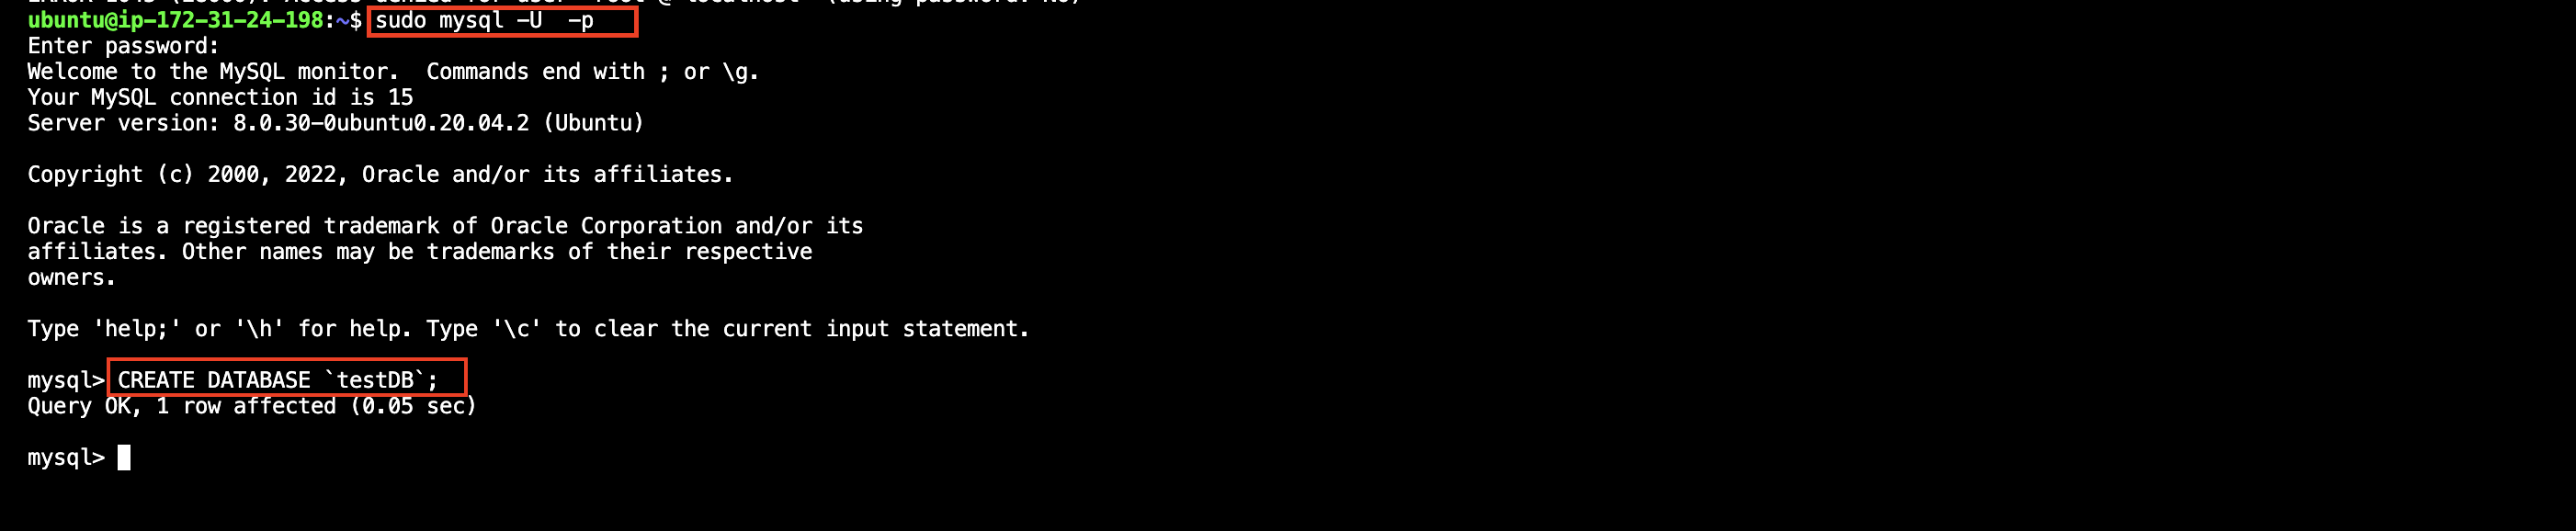 ubuntu@ip-172-31-24-198:~$ sudo mysql -U  -p
Enter password:
Welcome to the MySQL monitor.  Commands end with ; or \g.
Your MySQL connection id is 15
Server version: 8.0.30-0ubuntu0.20.04.2 (Ubuntu)
Copyright (c) 2000, 2022, Oracle and/or its affiliates.
Oracle is a registered trademark of Oracle Corporation and/or its
affiliates. Other names may be trademarks of their respective
owners.
Type 'help;' or '\h' for help. Type '\c' to clear the current input statement.
mysql> CREATE DATABASE `testDB`;
Query OK, 1 row affected (0.05 sec)
mysql>